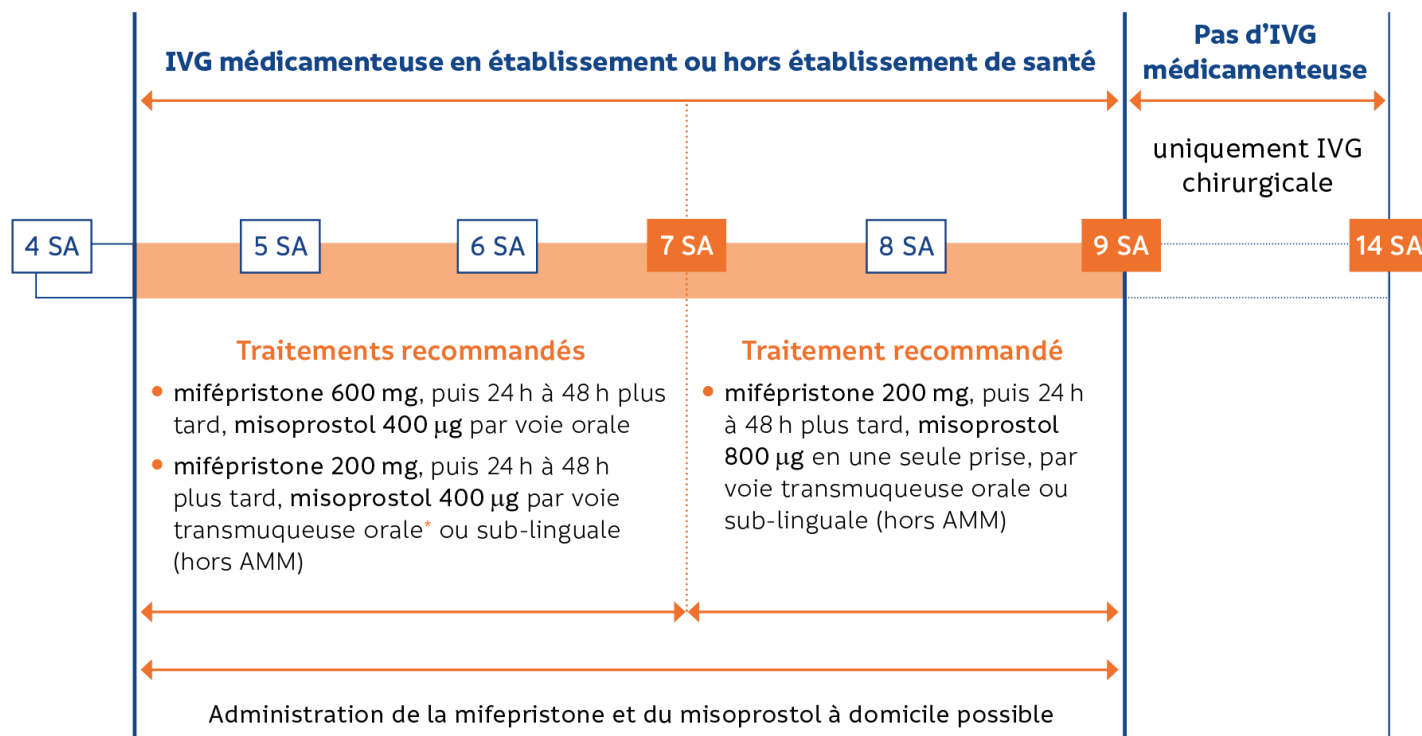 IVG médicamenteuse en établissement ou hors établissement de santé
Pas d’IVG
médicamenteuse
uniquement IVG
chirurgicale
4 SA
5 SA
6 SA
7 SA
8 SA
9 SA
14 SA
Traitements recommandés
• mifépristone 600 mg, puis 24 h à 48 h plus
tard, misoprostol 400 μg par voie orale
• mifépristone 200 mg, puis 24 h à 48 h
plus tard, misoprostol 400 μg par voie
transmuqueuse orale* ou sub-linguale
(hors AMM)
Traitement recommandé
• mifépristone 200 mg, puis 24 h
à 48 h plus tard, misoprostol
800 μg en une seule prise, par
voie transmuqueuse orale ou
sub-linguale (hors AMM)
Administration de la mifepristone et du misoprostol à domicile possible